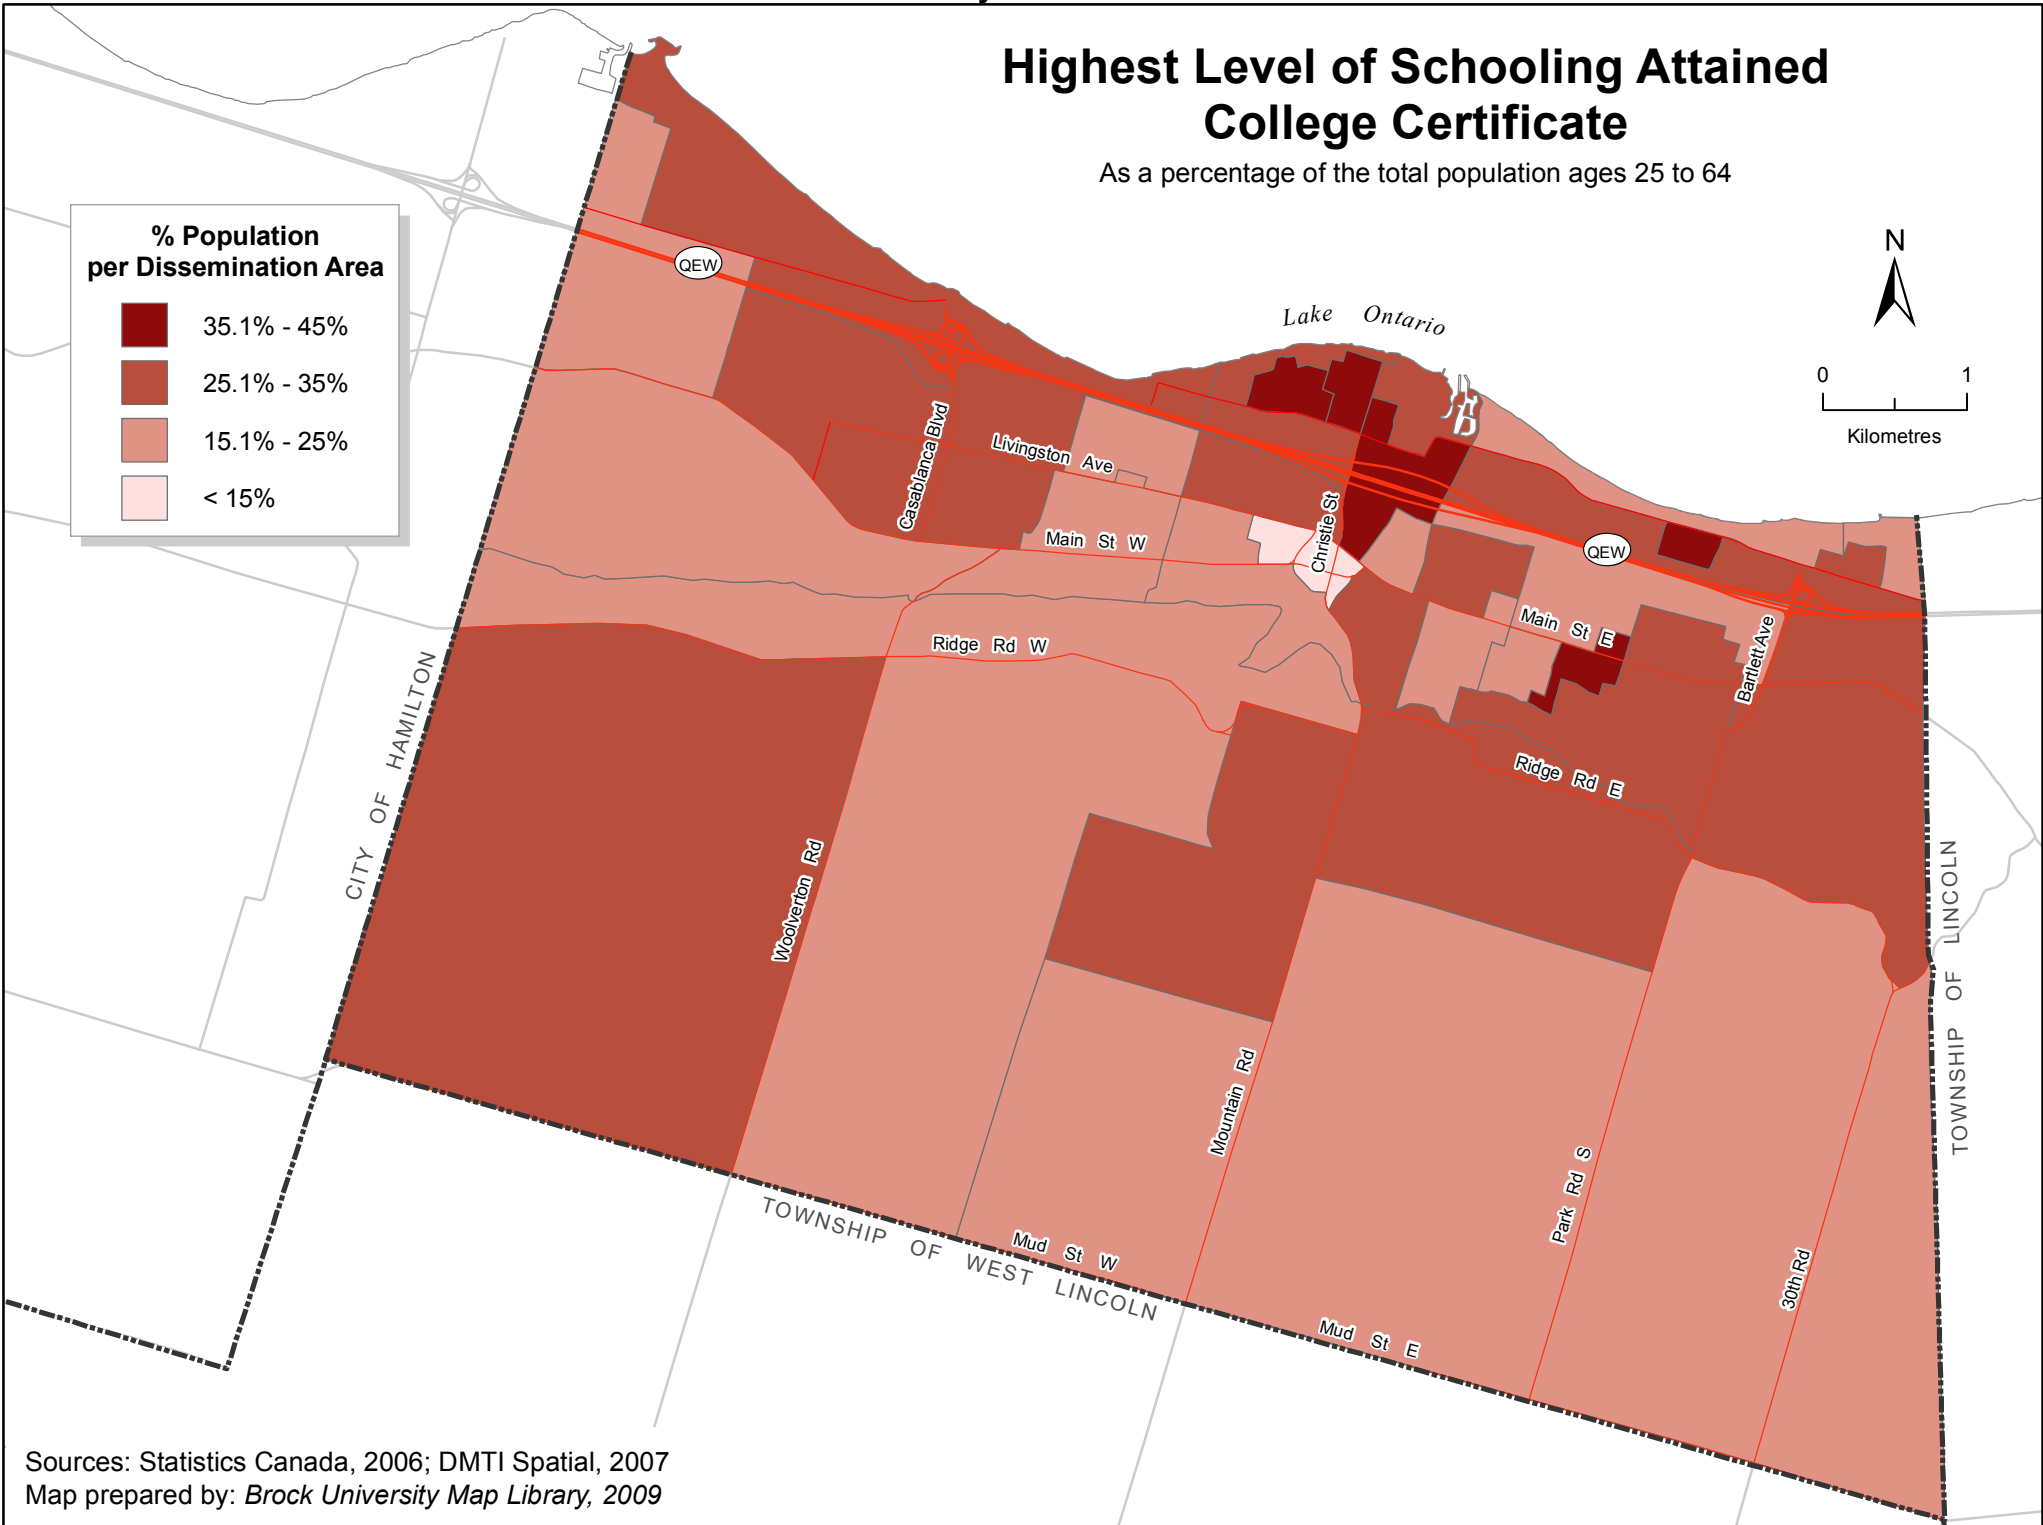 Highest Level of Schooling Attained
College Certificate
As a percentage of the total population ages 25 to 64
% Population
per Dissemination Area
35.1% - 45%
25.1% - 35%
15.1% - 25%
< 15%
N
0 1
Kilometres
Lake Ontario
QEW
QEW
Casablanca Blvd
Livingston Ave
Main St W
Christie St
Main St E
Bartlett Ave
Ridge Rd W
Ridge Rd E
CITY OF HAMILTON
Woolverton Rd
Mountain Rd
Park Rd S
30th Rd
TOWNSHIP OF LINCOLN
TOWNSHIP OF WEST LINCOLN
Mud St W
Mud St E
Sources: Statistics Canada, 2006; DMTI Spatial, 2007
Map prepared by: Brock University Map Library, 2009